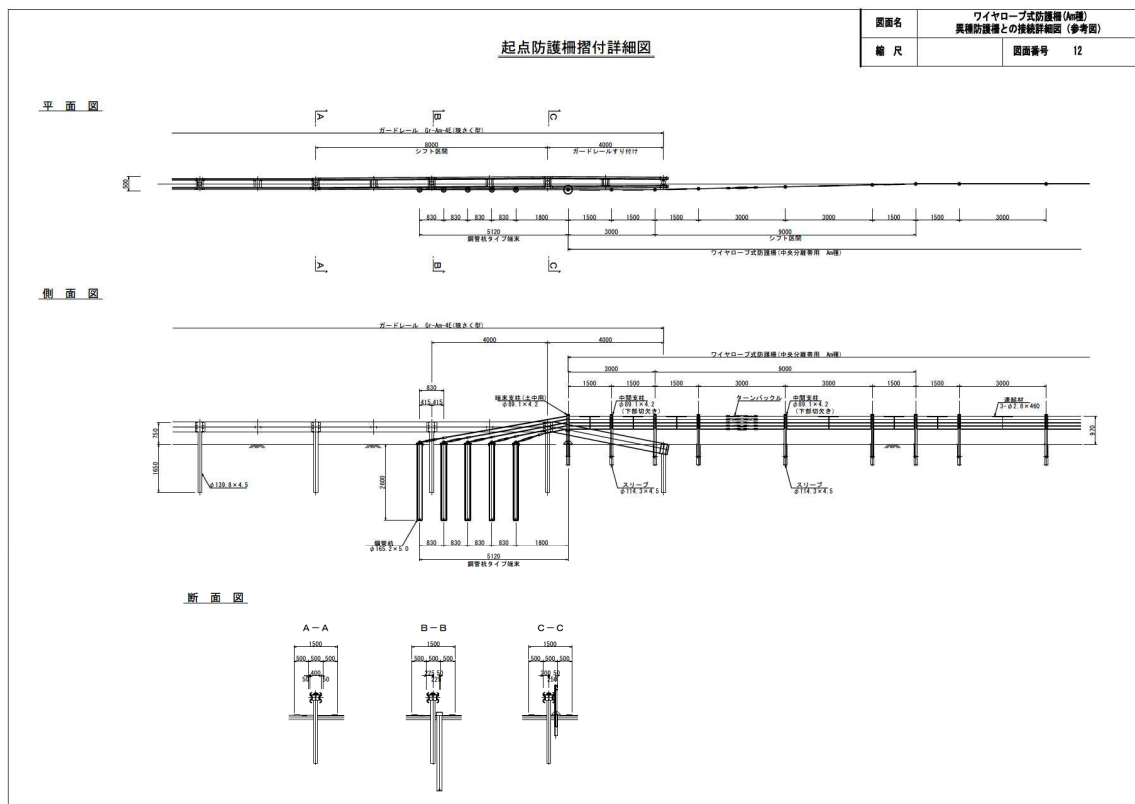 図面名
ワイヤロープ式防護柵(Am種)
異種防護柵との接続詳細図（参考図）
縮 尺
図面番号 12
起点防護柵摺付詳細図
平 面 図
A
B
C
ガードレール Gr-Am-4E(狭さく型)
8000
4000
シフト区間
ガードレールすり付け
500
830
830
830
830
1800
1500
1500
1500
3000
3000
1500
1500
3000
5120
3000
9000
鋼管杭タイプ端末
シフト区間
ワイヤロープ式防護柵(中央分離帯用 Am種)
A
B
C
側 面 図
ガードレール Gr-Am-4E(狭さく型)
4000
4000
ワイヤロープ式防護柵(中央分離帯用 Am種)
3000
9000
830
1500
1500
1500
3000
3000
1500
1500
3000
415
415
端末支柱(土中用)
φ89.1×4.2
中間支柱
φ89.1×4.2
(下部切欠き)
ターンバックル
中間支柱
φ89.1×4.2
(下部切欠き)
連結材
3-φ2.8×460
750
970
1650
φ139.8×4.5
2600
スリーブ
φ114.3×4.5
スリーブ
φ114.3×4.5
鋼管杭
φ165.2×5.0
830
830
830
830
1800
5120
鋼管杭タイプ端末
断 面 図
A－A
B－B
C－C
1500
1500
1500
500 500 500
500 500 500
500 500 500
400
50
50
225 50
225
200 50
250